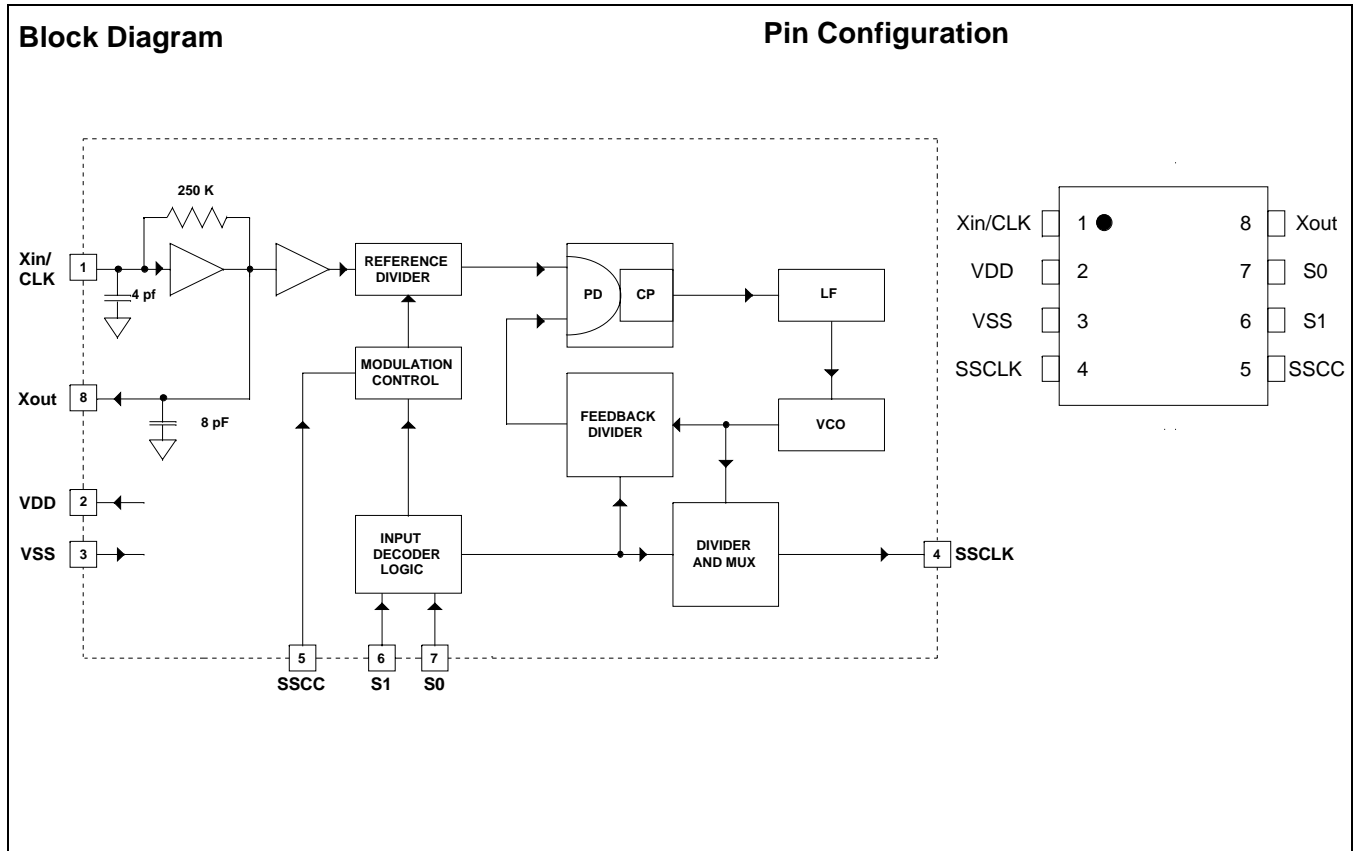 Block Diagram
Pin Configuration
250 K
Xin/
CLK
1
4 pf
REFERENCE
DIVIDER
PD
CP
LF
MODULATION
CONTROL
Xout
8
8 pF
FEEDBACK
DIVIDER
VCO
VDD
2
VSS
3
INPUT
DECODER
LOGIC
DIVIDER
AND MUX
4
SSCLK
5
6
7
SSCC
S1
S0
Xin/CLK
1
8
Xout
VDD
2
7
S0
VSS
3
6
S1
SSCLK
4
5
SSCC